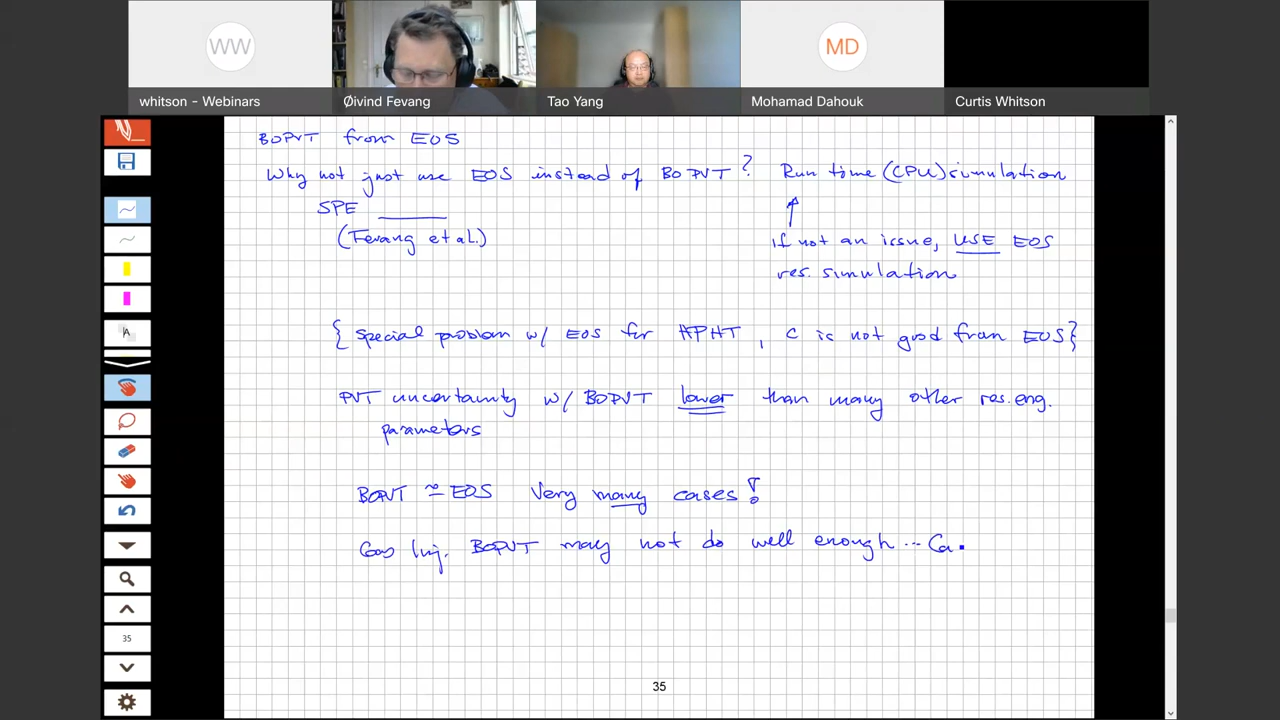 WW
MD
whitson - Webinars
Øivind Fevang
Tao Yang
Mohamad Dahouk
Curtis Whitson
BOPVT from EOS
Why not just use EOS instead of BOPVT? Run time (CPU) simulation
SPE
(Fevang et al.)
If not an issue, USE EOS
res. simulation
{ special problem w/ EOS for HPHT, C is not good from EOS }
PVT uncertainty w/ BOPVT lower than many other res. eng.
parameters
BOPVT ≅ EOS Very many cases!
Gas Inj. BOPVT may not do well enough ... Ca
A
35
35